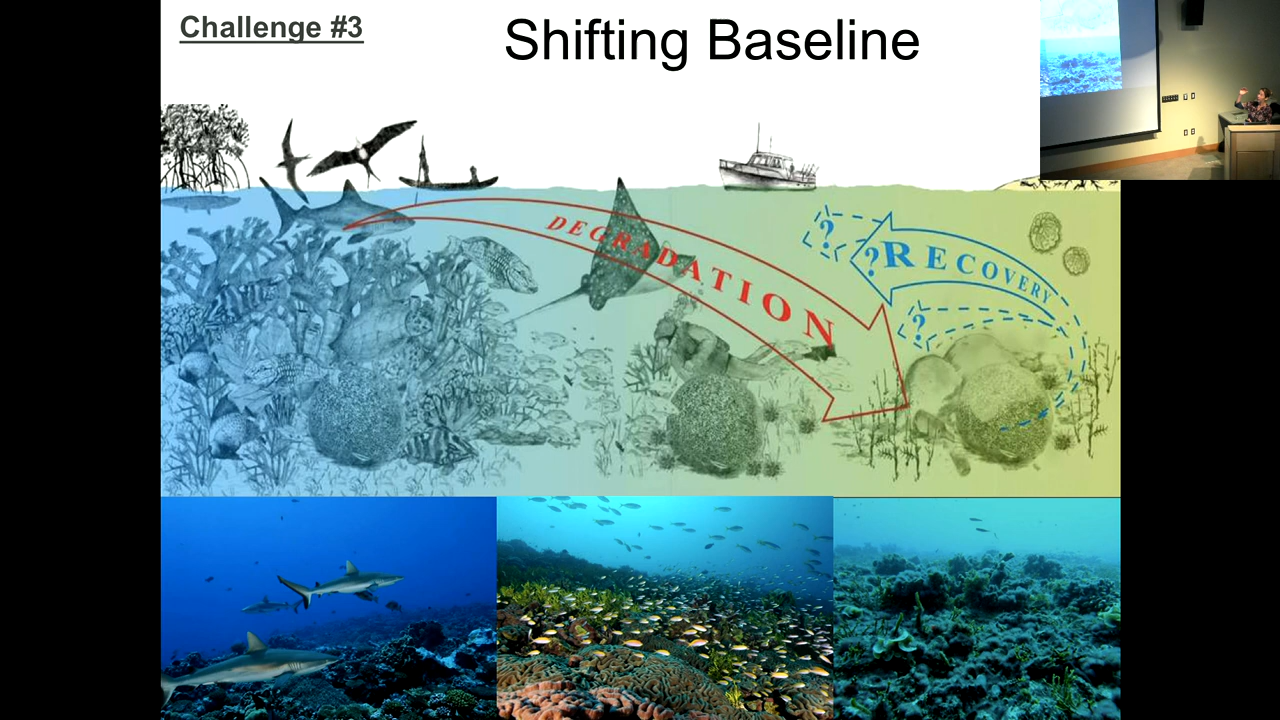 Challenge #3
Shifting Baseline
DEGRADATION
?
?RECOVERY
?